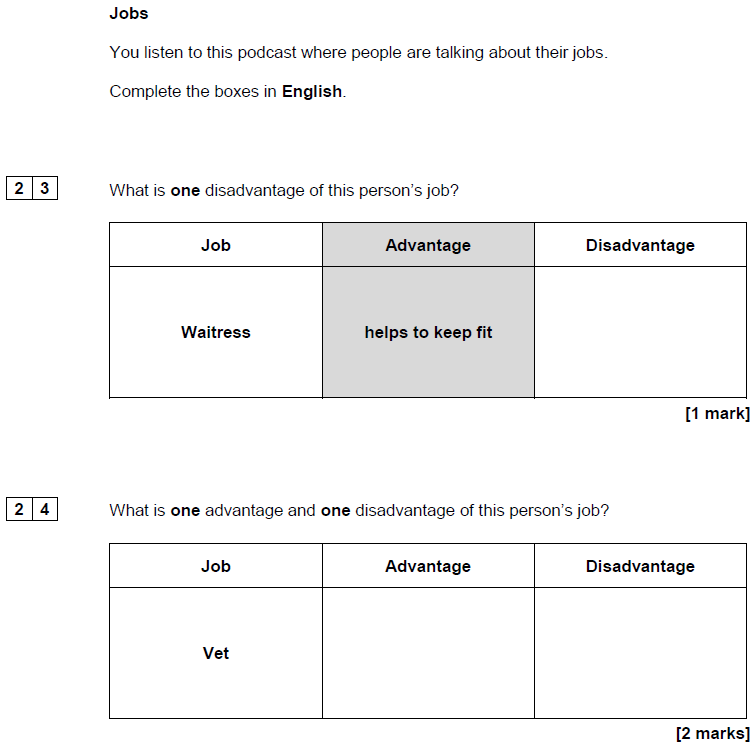 Jobs
You listen to this podcast where people are talking about their jobs.
Complete the boxes in English.
2 3 What is one disadvantage of this person's job?
Job Advantage Disadvantage
Waitress helps to keep fit
[1 mark]
2 4 What is one advantage and one disadvantage of this person's job?
Job Advantage Disadvantage
Vet
[2 marks]